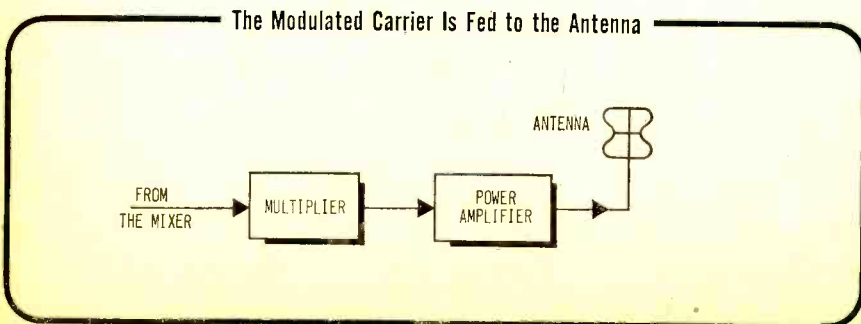 The Modulated Carrier Is Fed to the Antenna
ANTENNA
FROM
THE MIXER
MULTIPLIER
POWER
AMPLIFIER